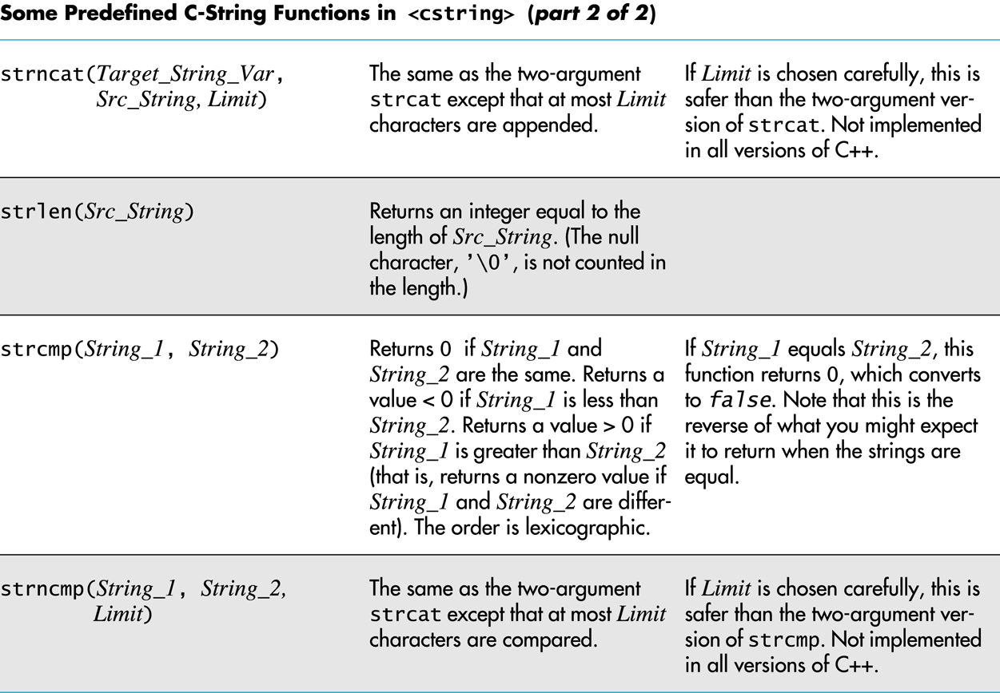 Some Predefined C-String Functions in <cstring> (part 2 of 2)
strncat(Target_String_Var,
Src_String, Limit)
The same as the two-argument
strcat except that at most Limit
characters are appended.
If Limit is chosen carefully, this is
safer than the two-argument ver-
sion of strcat. Not implemented
in all versions of C++.
strlen(Src_String)
Returns an integer equal to the
length of Src_String. (The null
character, ’\0’, is not counted in
the length.)
strcmp(String_1, String_2)
Returns 0 if String_1 and
String_2 are the same. Returns a
value < 0 if String_1 is less than
String_2. Returns a value > 0 if
String_1 is greater than String_2
(that is, returns a nonzero value if
String_1 and String_2 are differ-
ent). The order is lexicographic.
If String_1 equals String_2, this
function returns 0, which converts
to false. Note that this is the
reverse of what you might expect
it to return when the strings are
equal.
strncmp(String_1, String_2,
Limit)
The same as the two-argument
strcat except that at most Limit
characters are compared.
If Limit is chosen carefully, this is
safer than the two-argument ver-
sion of strcmp. Not implemented
in all versions of C++.